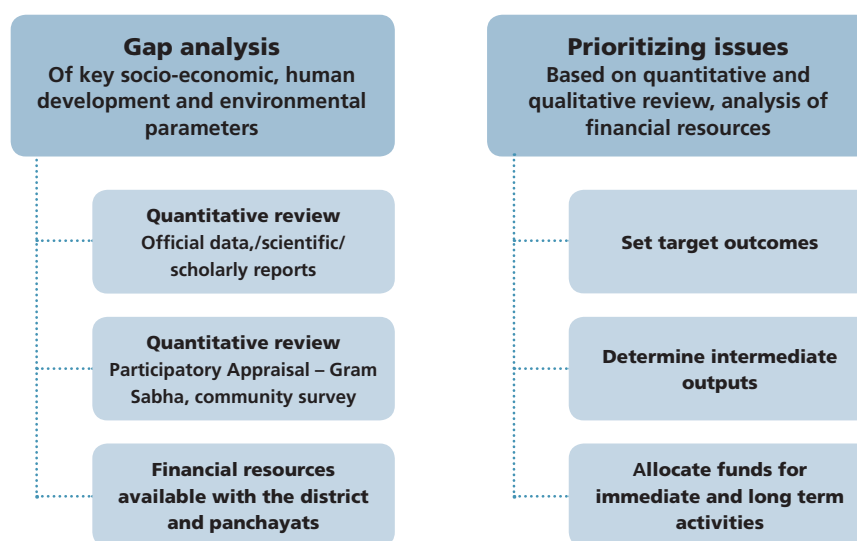 Gap analysis
Of key socio-economic, human
development and environmental
parameters
Quantitative review
Official data,/scientific/
scholarly reports
Quantitative review
Participatory Appraisal – Gram
Sabha, community survey
Financial resources
available with the district
and panchayats
Prioritizing issues
Based on quantitative and
qualitative review, analysis of
financial resources
Set target outcomes
Determine intermediate
outputs
Allocate funds for
immediate and long term
activities